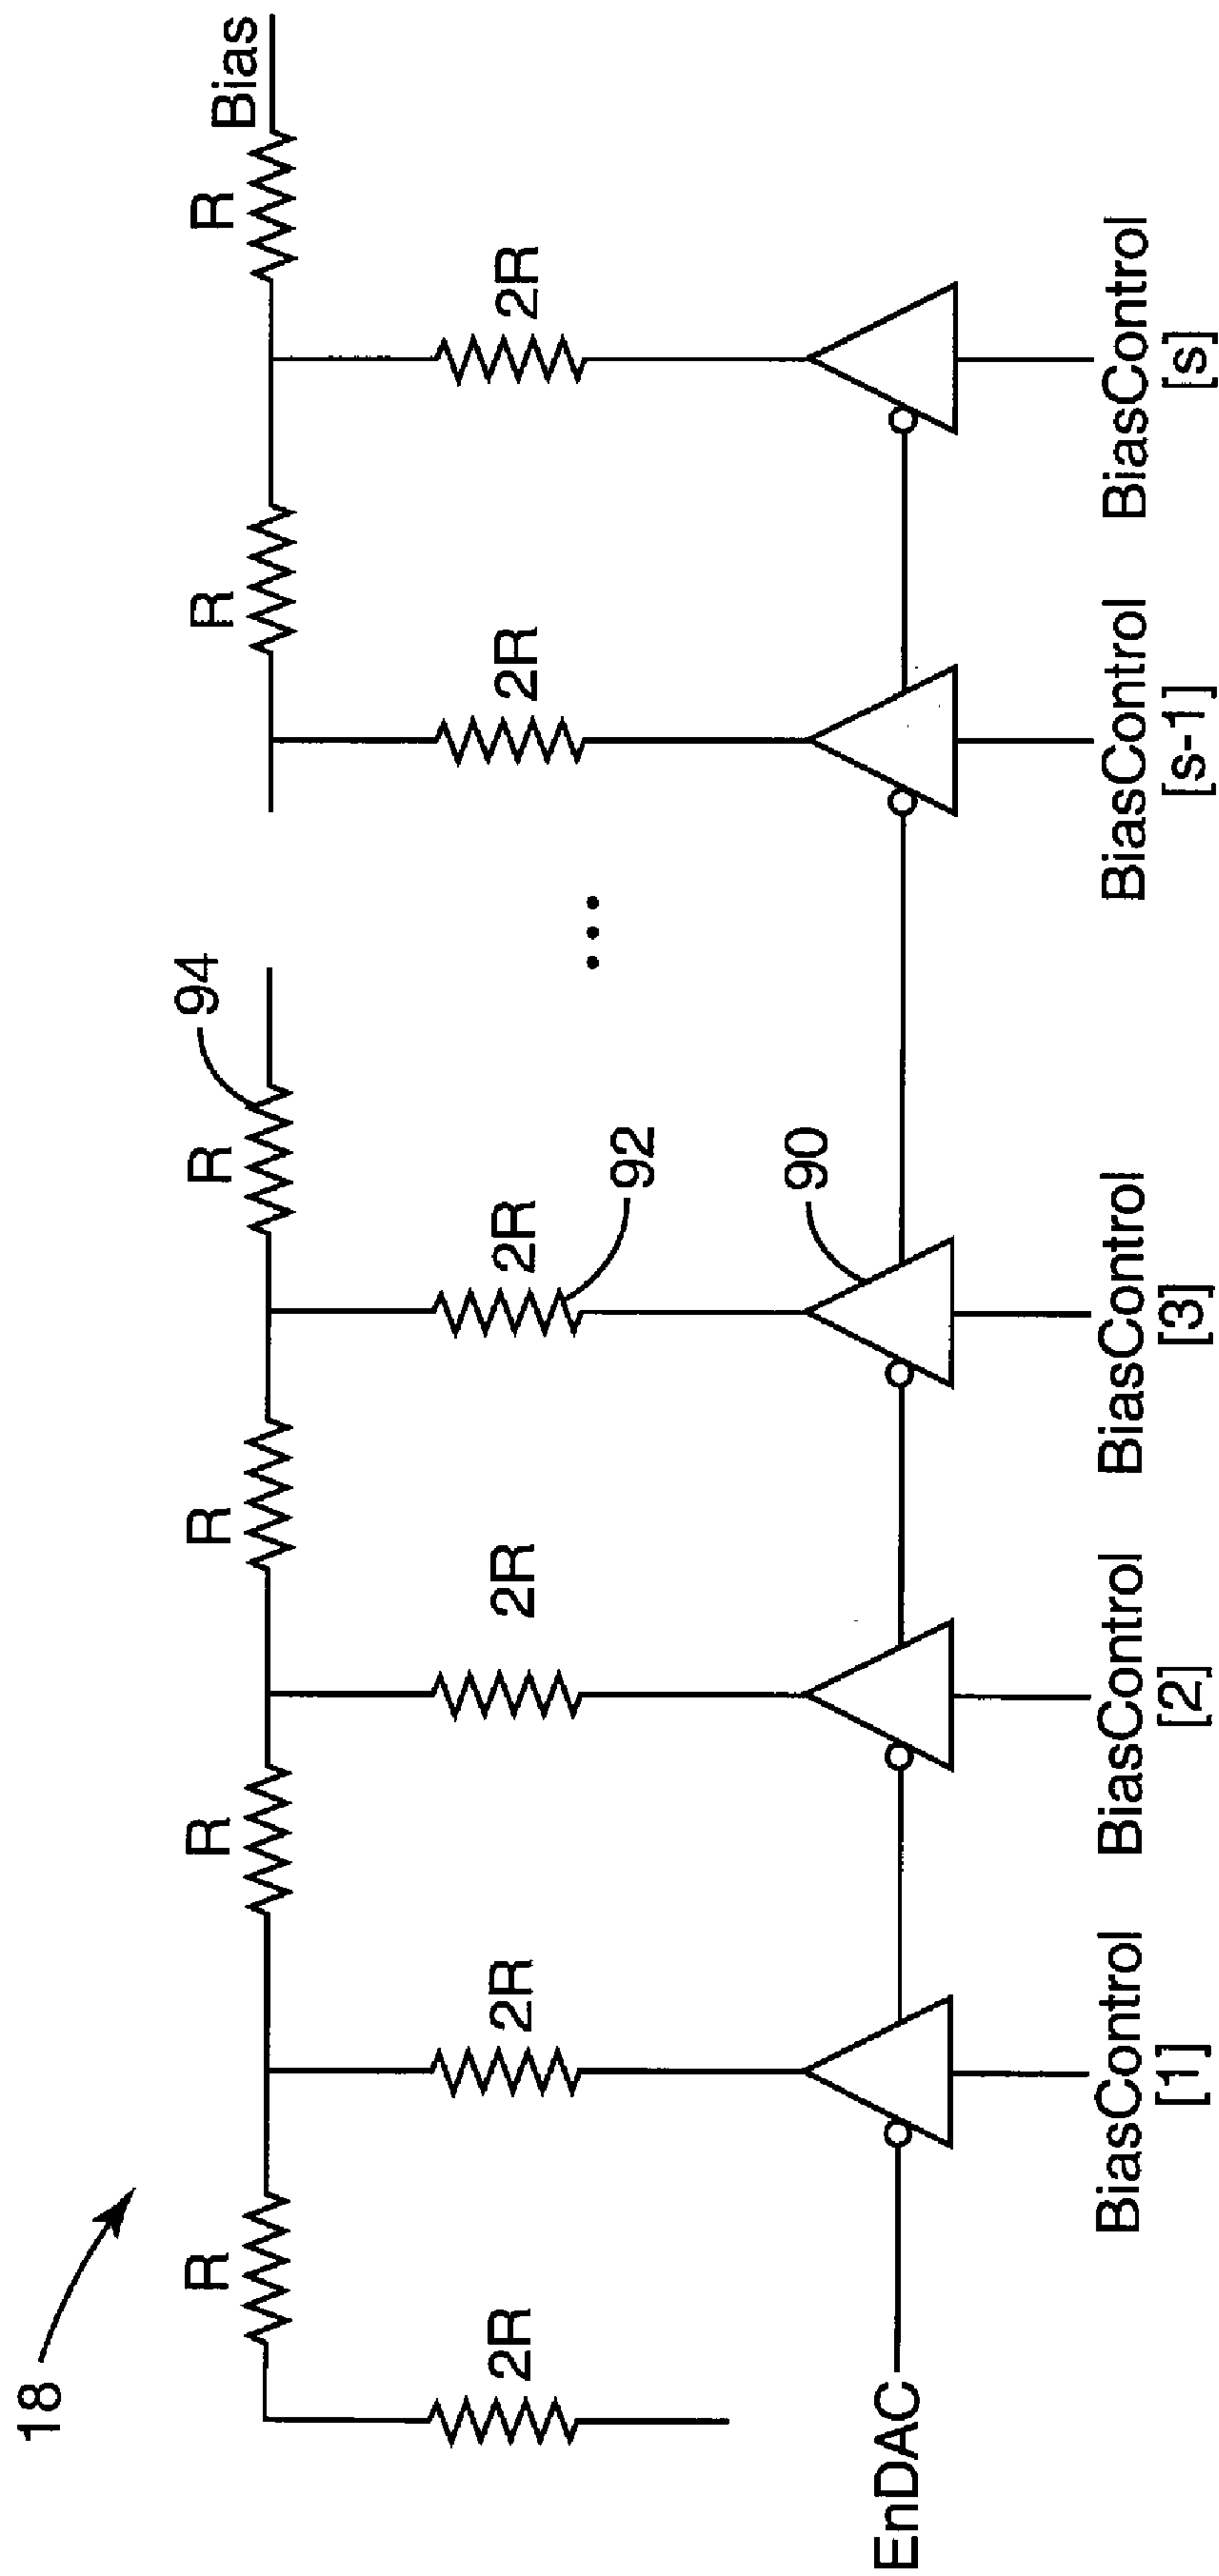 18
94
R
R
R
R
R
R
Bias
2R
2R
2R
2R
2R
2R
92
90
EnDAC
BiasControl
[1]
BiasControl
[2]
BiasControl
[3]
BiasControl
[s-1]
BiasControl
[s]